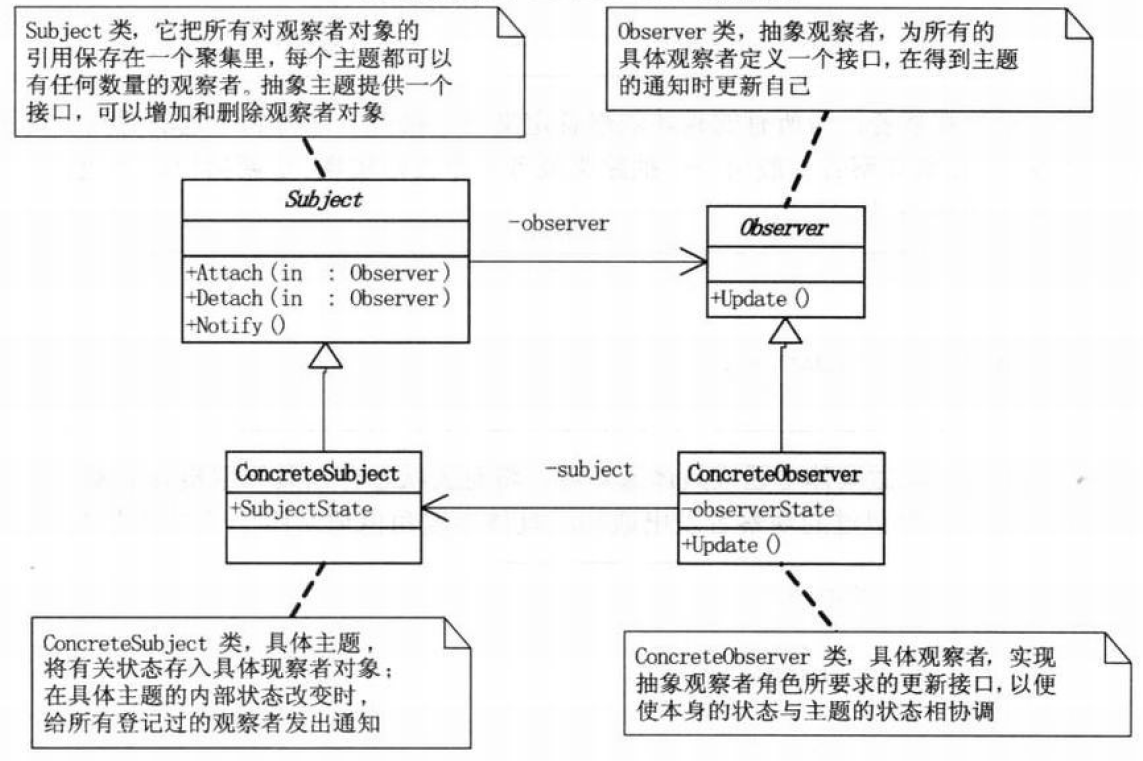 Subject 类，它把所有对观察者对象的
引用保存在一个聚集里，每个主题都可以
有任何数量的观察者。抽象主题提供一个
接口，可以增加和删除观察者对象
Observer 类，抽象观察者，为所有的
具体观察者定义一个接口，在得到主题
的通知时更新自己
Subject
+Attach(in : Observer)
+Detach(in : Observer)
+Notify()
-observer
Observer
+Update()
ConcreteSubject
+SubjectState
-subject
ConcreteObserver
-observerState
+Update()
ConcreteSubject 类，具体主题，
将有关状态存入具体现察者对象；
在具体主题的内部状态改变时，
给所有登记过的观察者发出通知
ConcreteObserver 类，具体观察者，实现
抽象观察者角色所要求的更新接口，以便
使本身的状态与主题的状态相协调